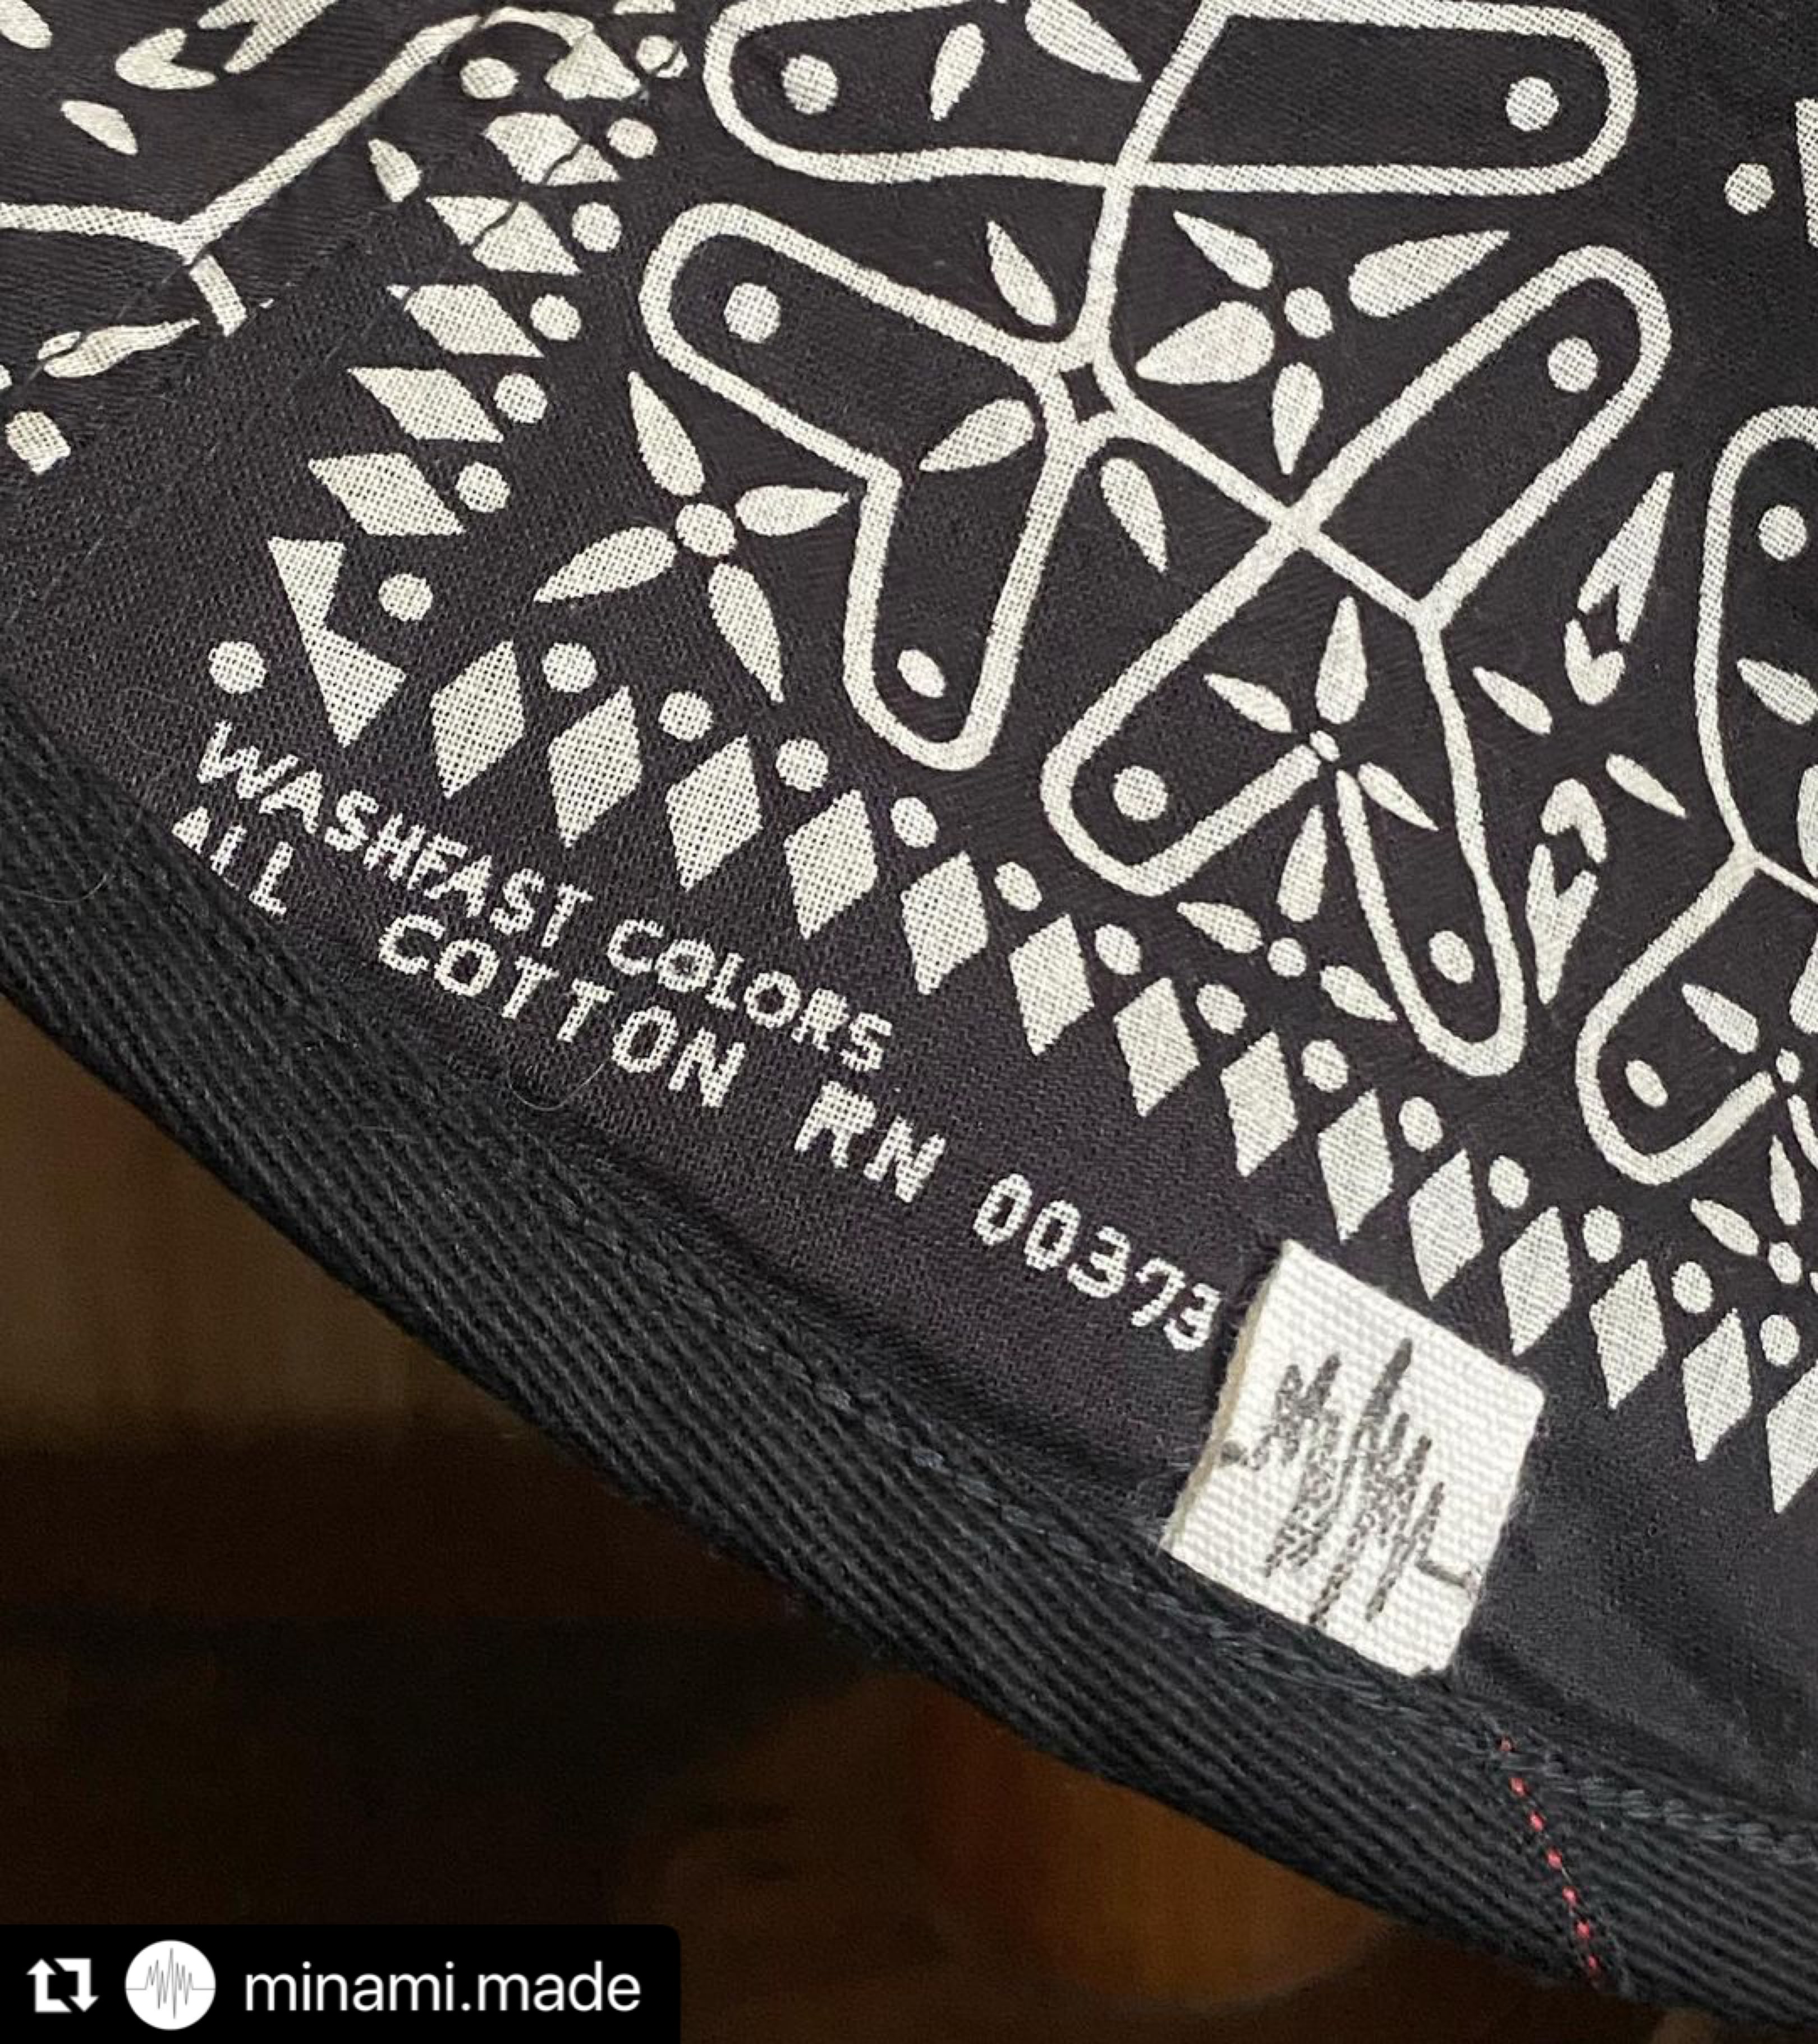 WASHFAST COLORS
ALL COTTON RN 00373
minami.made